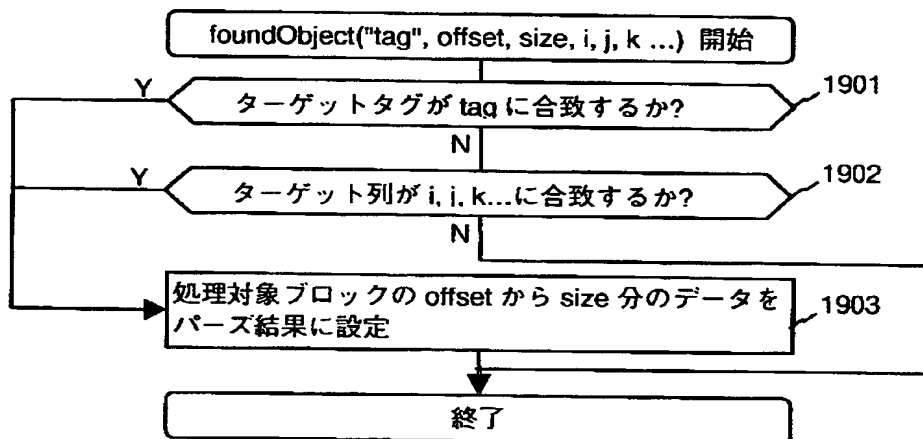 foundObject("tag", offset, size, i, j, k ...) 開始
Y
ターゲットタグが tag に合致するか?
1901
N
Y
ターゲット列が i, j, k...に合致するか?
1902
N
処理対象ブロックの offset から size 分のデータを
パーズ結果に設定
1903
終了